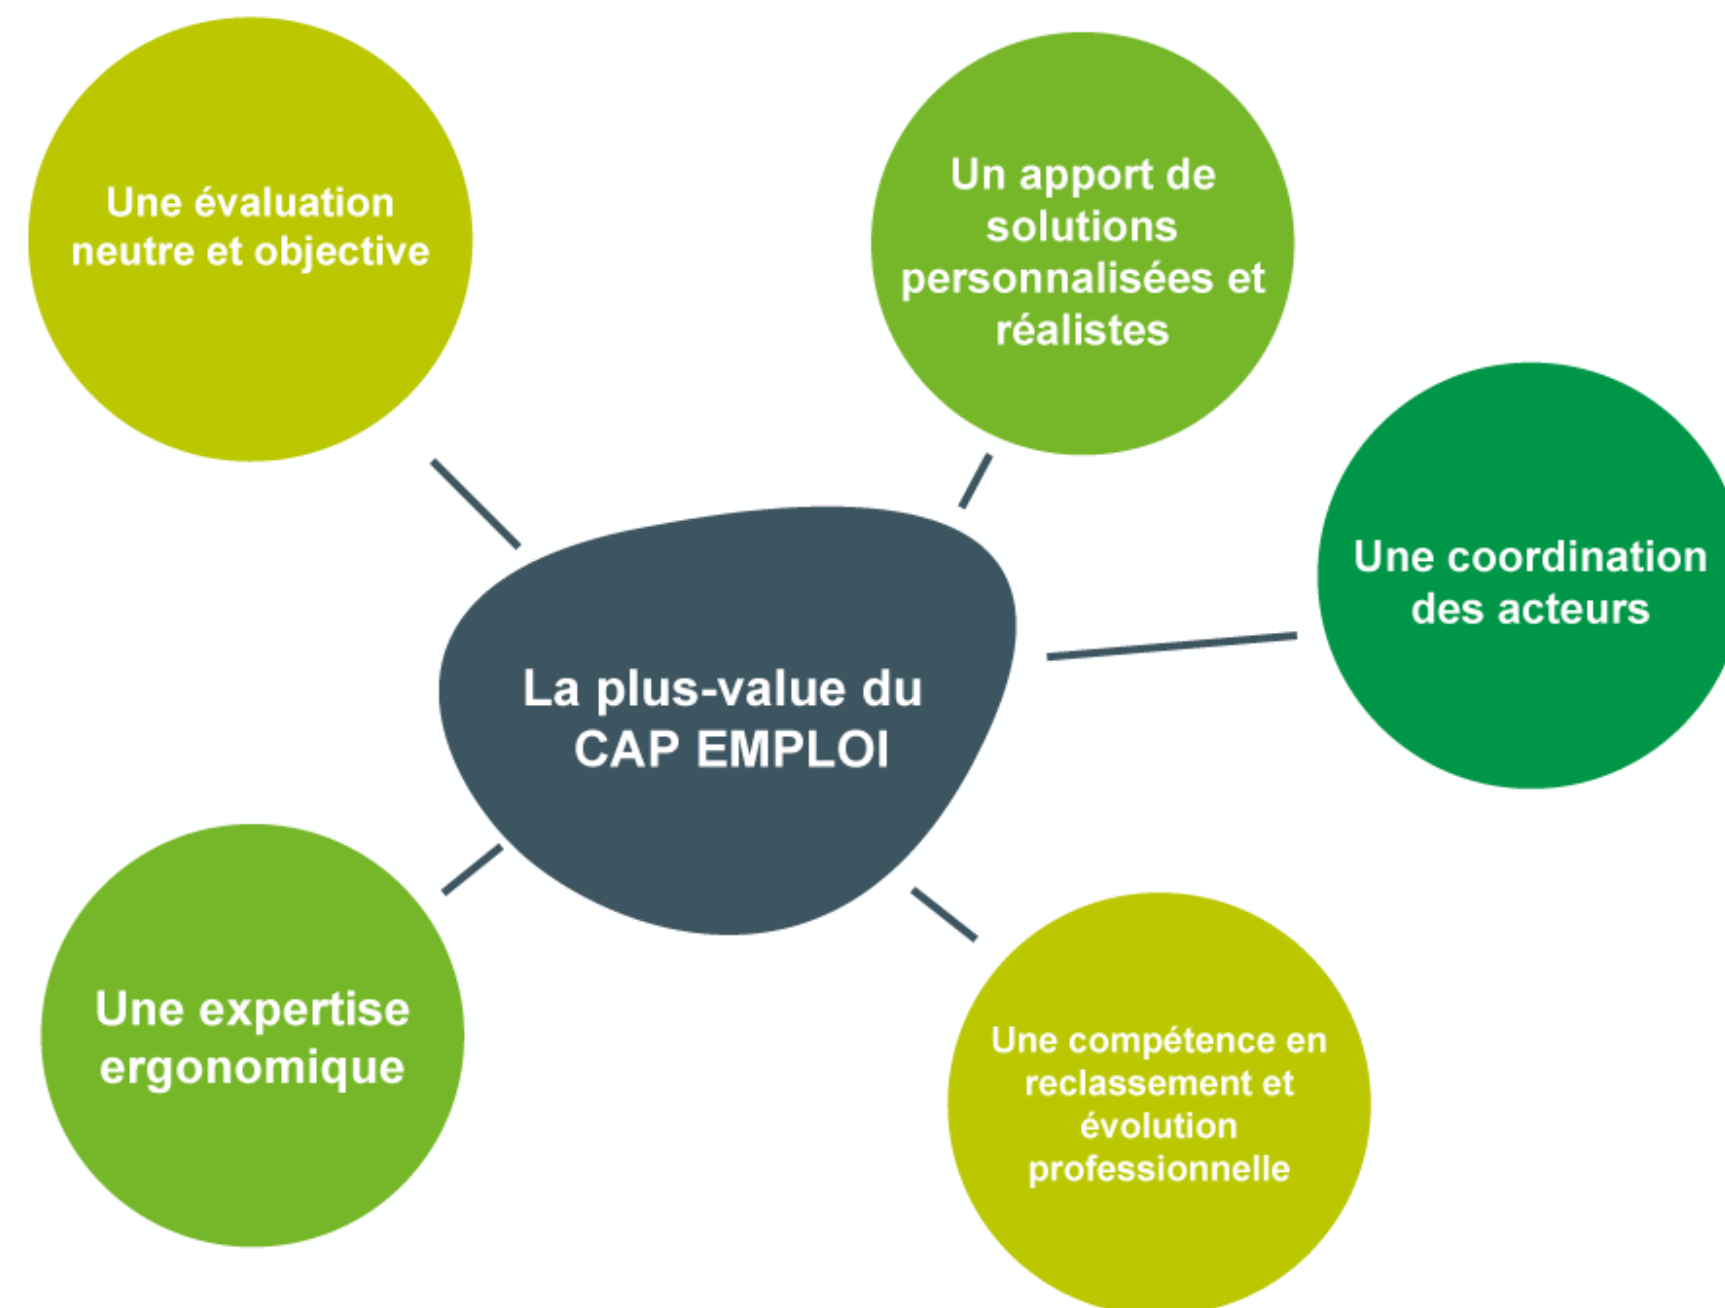 Une évaluation
neutre et objective
Un apport de
solutions
personnalisées et
réalistes
Une coordination
des acteurs
La plus-value du
CAP EMPLOI
Une expertise
ergonomique
Une compétence en
reclassement et
évolution
professionnelle